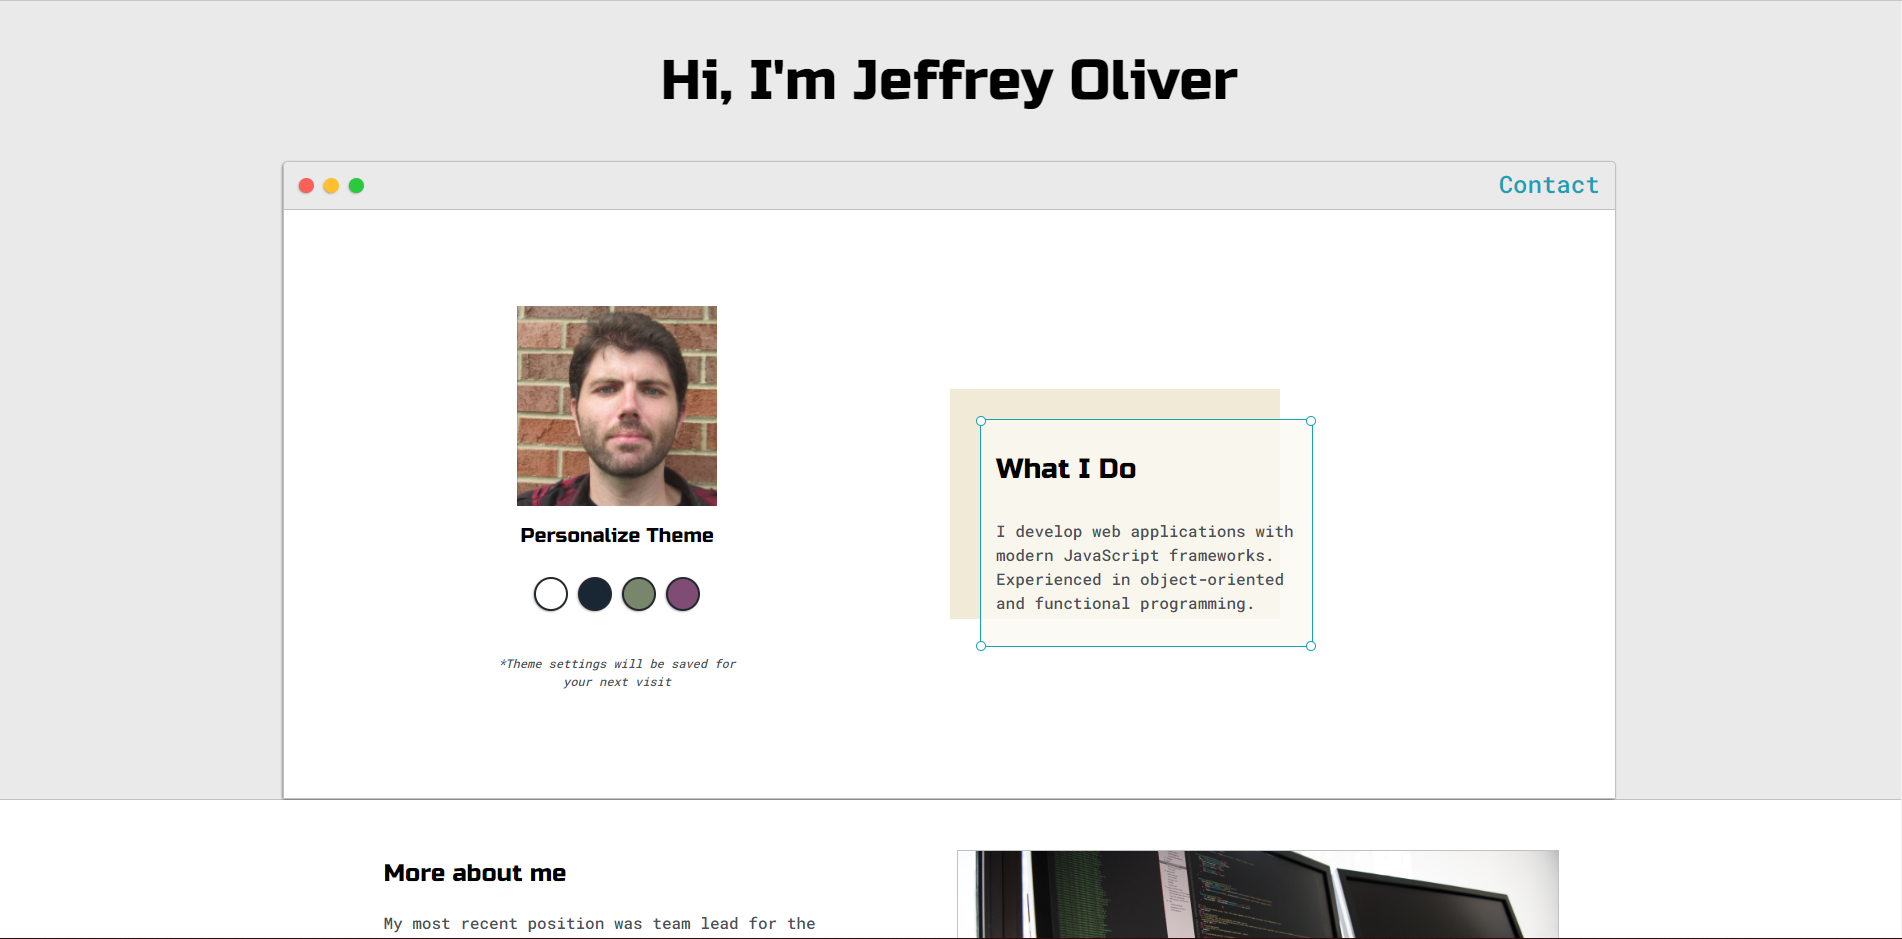 Hi, I'm Jeffrey Oliver
Contact
Personalize Theme
*Theme settings will be saved for
your next visit
What I Do
I develop web applications with
modern JavaScript frameworks.
Experienced in object-oriented
and functional programming.
More about me
My most recent position was team lead for the